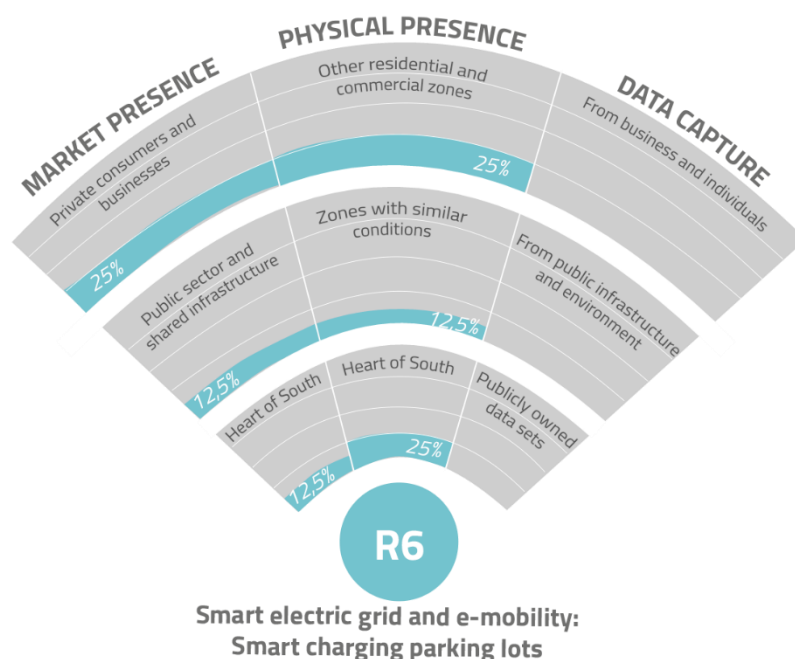 MARKET PRESENCE
PHYSICAL PRESENCE
DATA CAPTURE
Private consumers and
businesses
25%
Other residential and
commercial zones
25%
From business and individuals
Public sector and
shared infrastructure
12,5%
Zones with similar
conditions
12,5%
From public infrastructure
and environment
Heart of South
12,5%
Heart of South
25%
Publicly owned
data sets
R6
Smart electric grid and e-mobility:
Smart charging parking lots